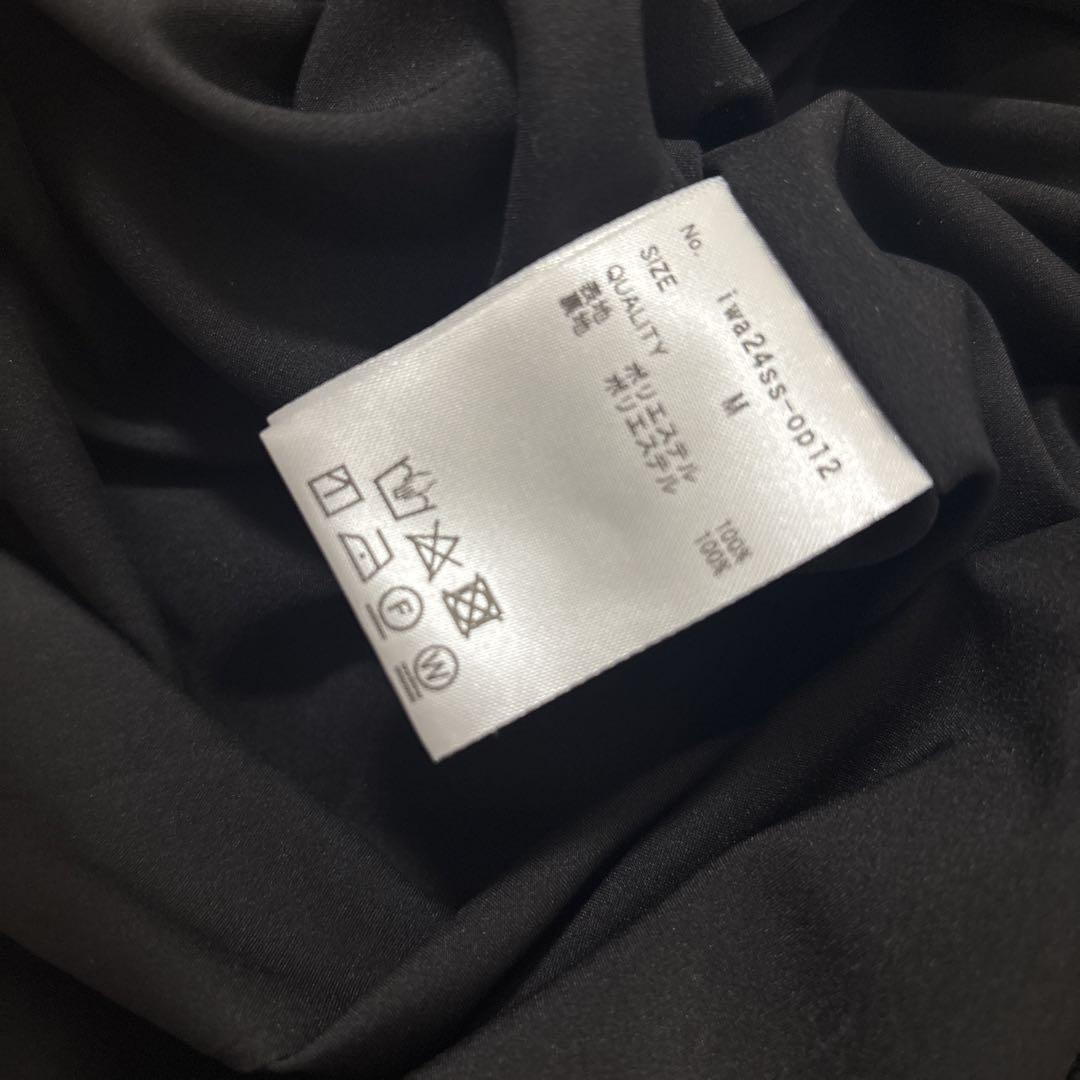 No. iwa24ss-op12
SIZE M
QUALITY
表地 ポリエステル 100%
裏地 ポリエステル 100%
F
W